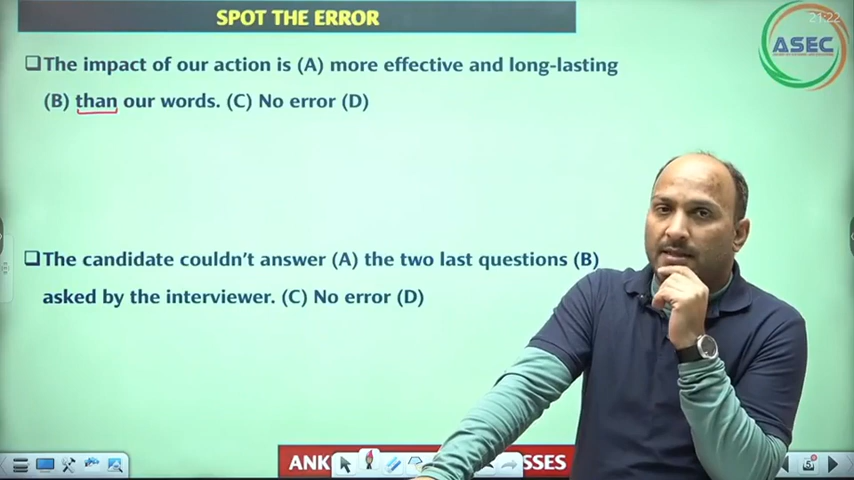 SPOT THE ERROR
21:22
ASEC
❑The impact of our action is (A) more effective and long-lasting
(B) than our words. (C) No error (D)
❑The candidate couldn't answer (A) the two last questions (B)
asked by the interviewer. (C) No error (D)
ANK
SSES
5